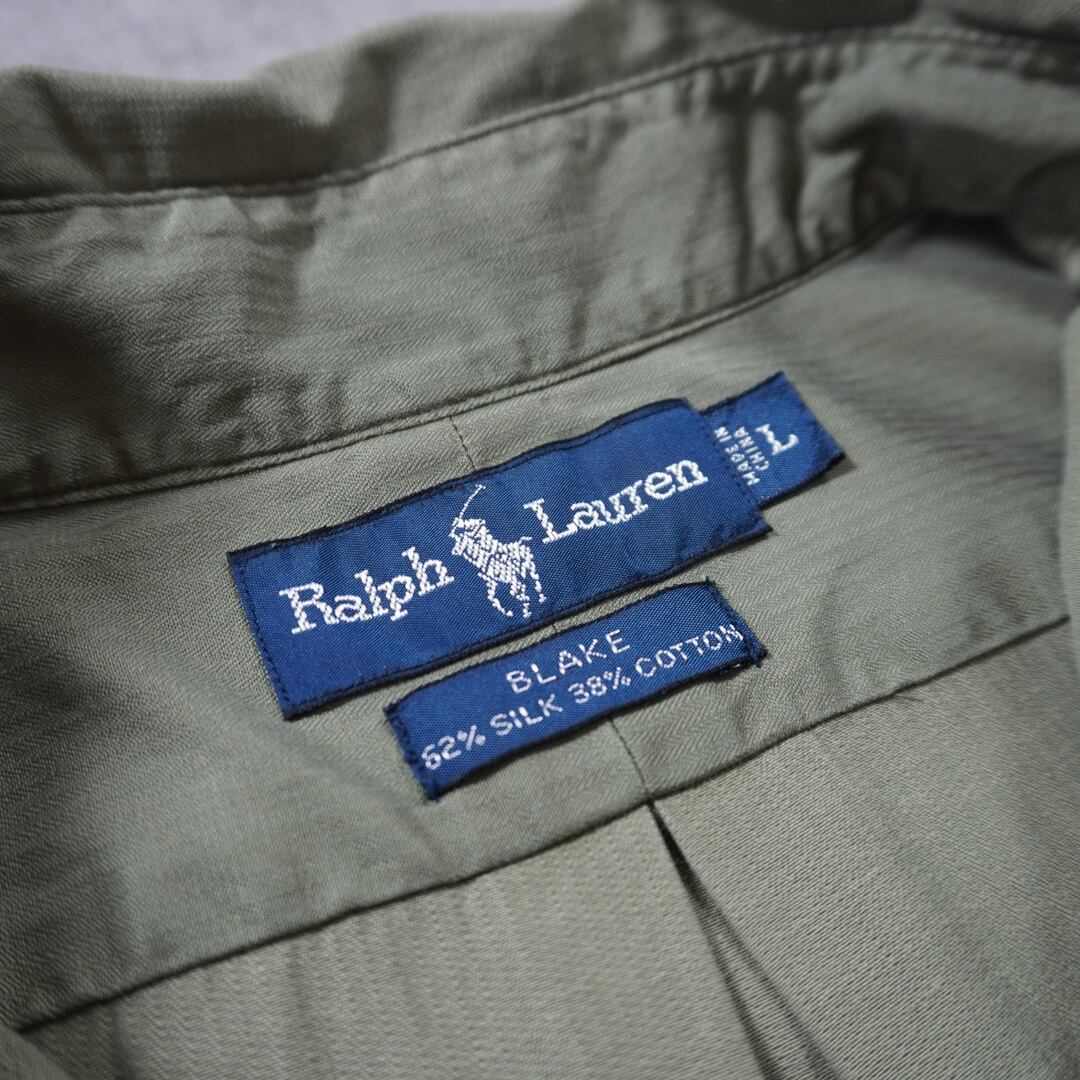 Ralph Lauren
L
MADE IN
CHINA
BLAKE
62% SILK 38% COTTON